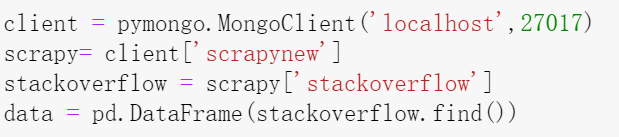 client = pymongo.MongoClient('localhost',27017)
scrapy= client['scrapynew']
stackoverflow = scrapy['stackoverflow']
data = pd.DataFrame(stackoverflow.find())